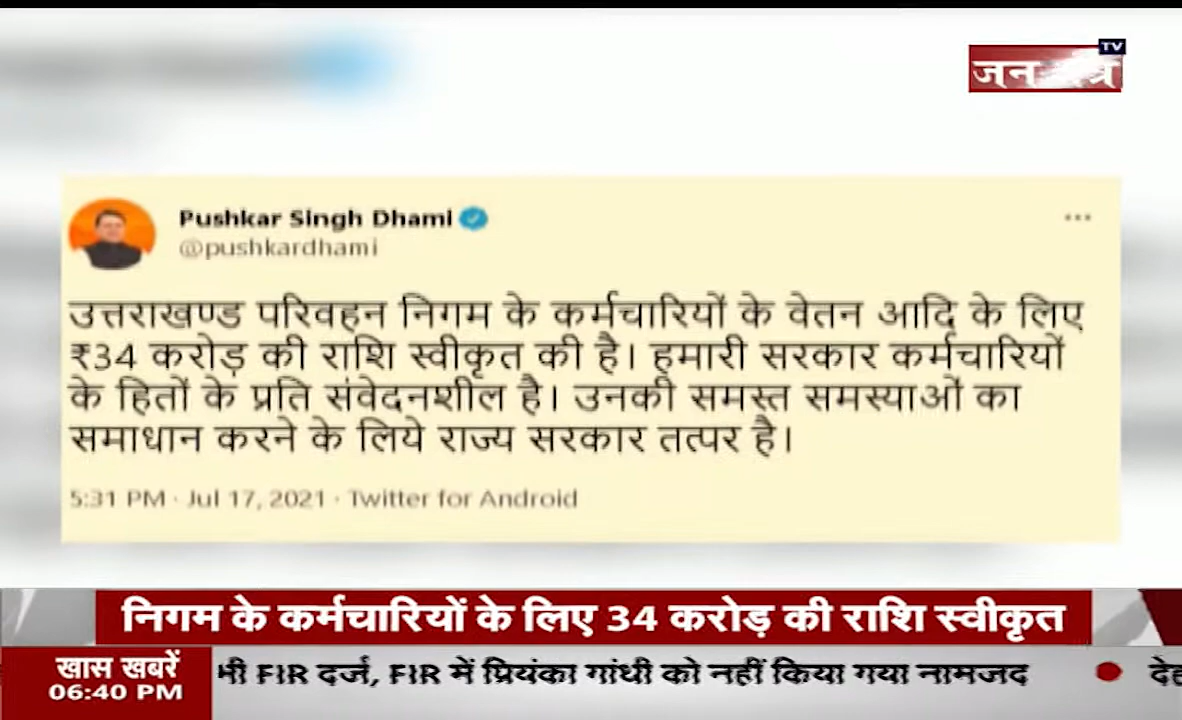 TV
जन
Pushkar Singh Dhami
@pushkardhami
उत्तराखण्ड परिवहन निगम के कर्मचारियों के वेतन आदि के लिए
₹34 करोड़ की राशि स्वीकृत की है। हमारी सरकार कर्मचारियों
के हितों के प्रति संवेदनशील है। उनकी समस्त समस्याओं का
समाधान करने के लिये राज्य सरकार तत्पर है।
5:31 PM · Jul 17, 2021 · Twitter for Android
निगम के कर्मचारियों के लिए 34 करोड़ की राशि स्वीकृत
खास खबरें
06:40 PM
भी FIR दर्ज, FIR में प्रियंका गांधी को नहीं किया गया नामजद